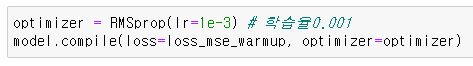 optimizer = RMSprop(lr=1e-3) # 학습율0.001
model.compile(loss=loss_mse_warmup, optimizer=optimizer)